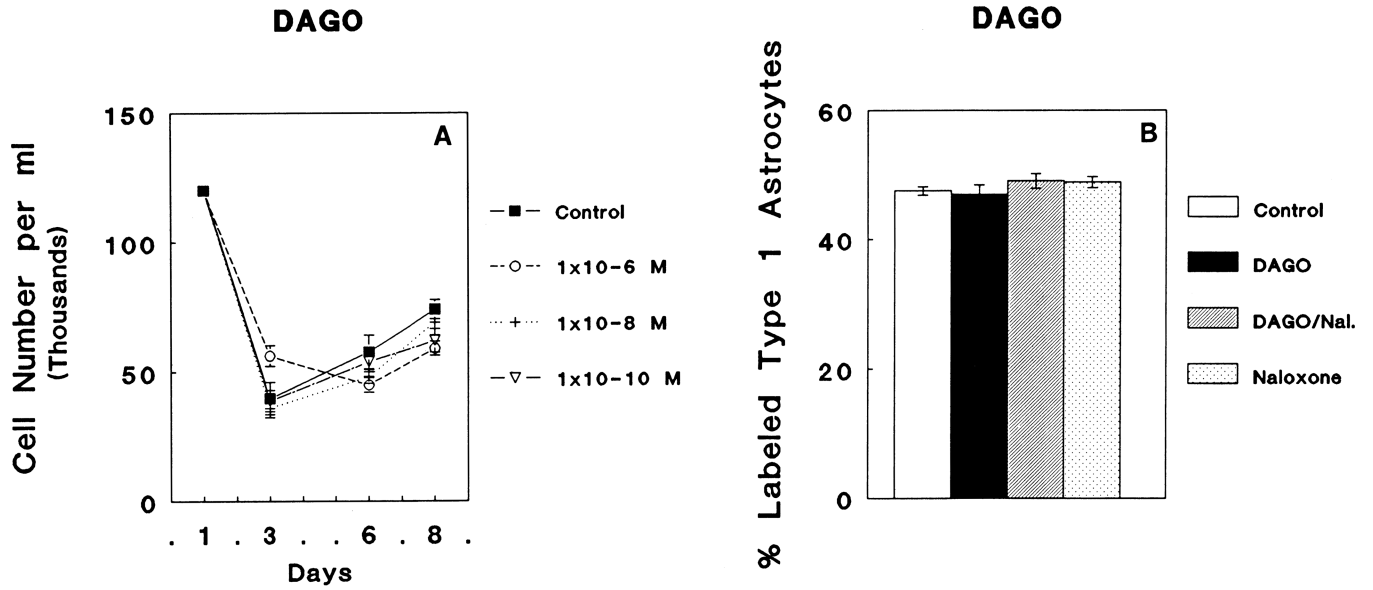 DAGO
A
150
100
50
0
Cell Number per ml
(Thousands)
. 1 . 3 . . 6 . 8 .
Days
Control
1x10-6 M
1x10-8 M
1x10-10 M
DAGO
B
60
40
20
0
% Labeled Type 1 Astrocytes
Control
DAGO
DAGO/Nal.
Naloxone